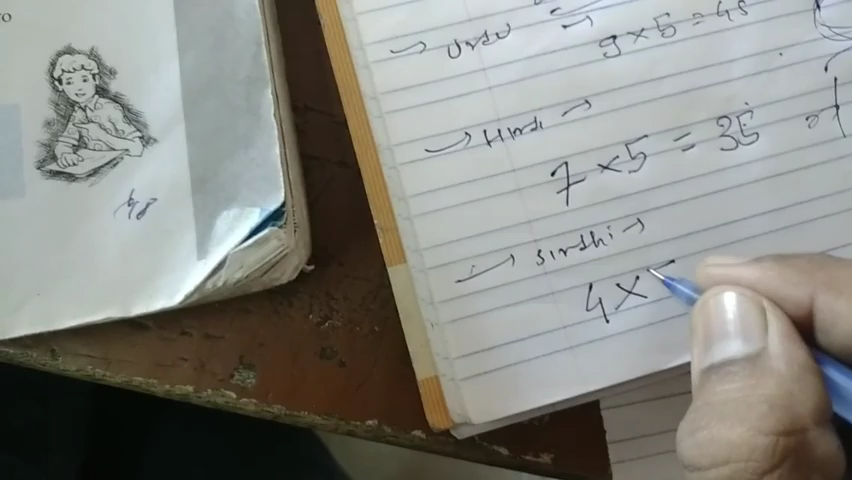 → Urdu →
9 × 5 = 45
→ Hindi →
7 × 5 = 35
→ sindhi →
4 ×